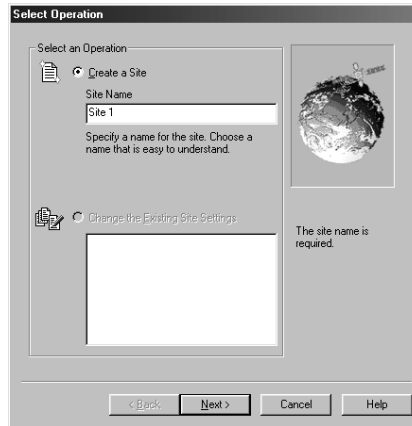 Select Operation
Select an Operation
Create a Site
Site Name
Site 1
Specify a name for the site. Choose a
name that is easy to understand.
Change the Existing Site Settings
The site name is
required.
< Back
Next >
Cancel
Help